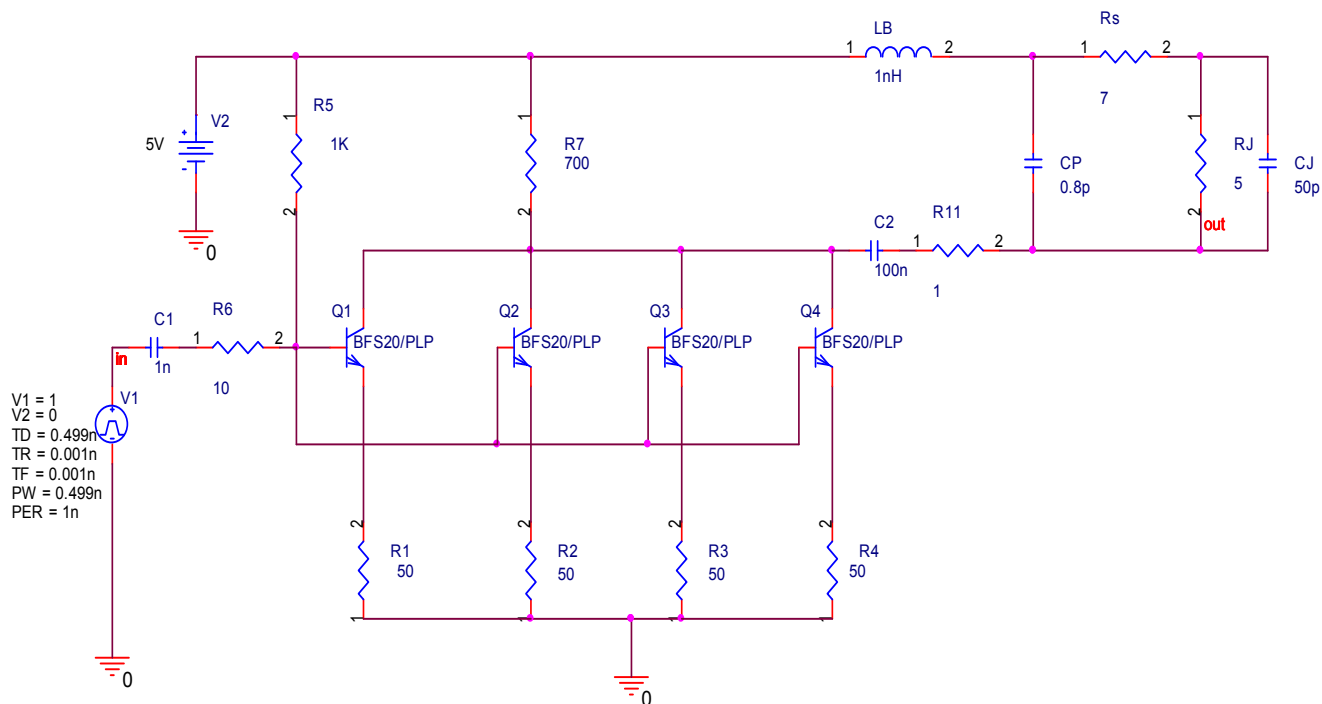 LB
1
2
1nH
Rs
1
2
7
R5
1
1K
2
V2
5V
+
-
0
1
R7
700
2
CP
0.8p
1
RJ
5
2
out
CJ
50p
C2
100n
R11
1
2
1
C1
1n
in
R6
1
2
10
Q1
BFS20/PLP
Q2
BFS20/PLP
Q3
BFS20/PLP
Q4
BFS20/PLP
V1
+
-
V1 = 1
V2 = 0
TD = 0.499n
TR = 0.001n
TF = 0.001n
PW = 0.499n
PER = 1n
0
2
R1
50
1
2
R2
50
1
2
R3
50
1
2
R4
50
1
0